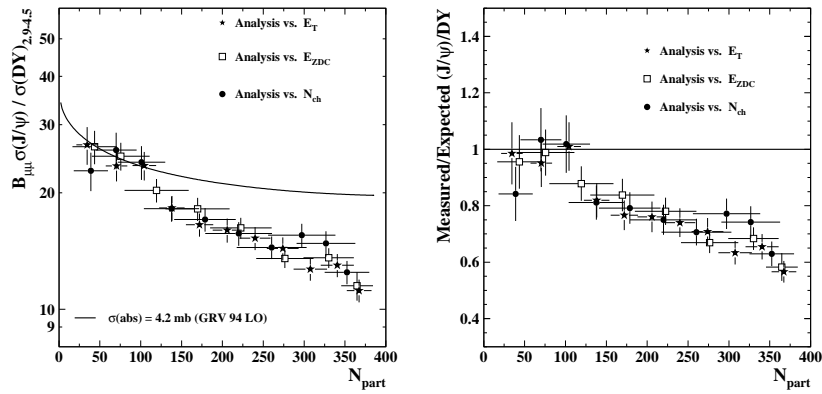 B_μμ σ(J/ψ) / σ(DY)_2.9-4.5
60
50
40
30
20
10
9
Analysis vs. E_T
Analysis vs. E_ZDC
Analysis vs. N_ch
σ(abs) = 4.2 mb (GRV 94 LO)
0 50 100 150 200 250 300 350 400
N_part
Measured/Expected (J/ψ)/DY
1.4
1.2
1
0.8
0.6
0.4
Analysis vs. E_T
Analysis vs. E_ZDC
Analysis vs. N_ch
0 50 100 150 200 250 300 350 400
N_part